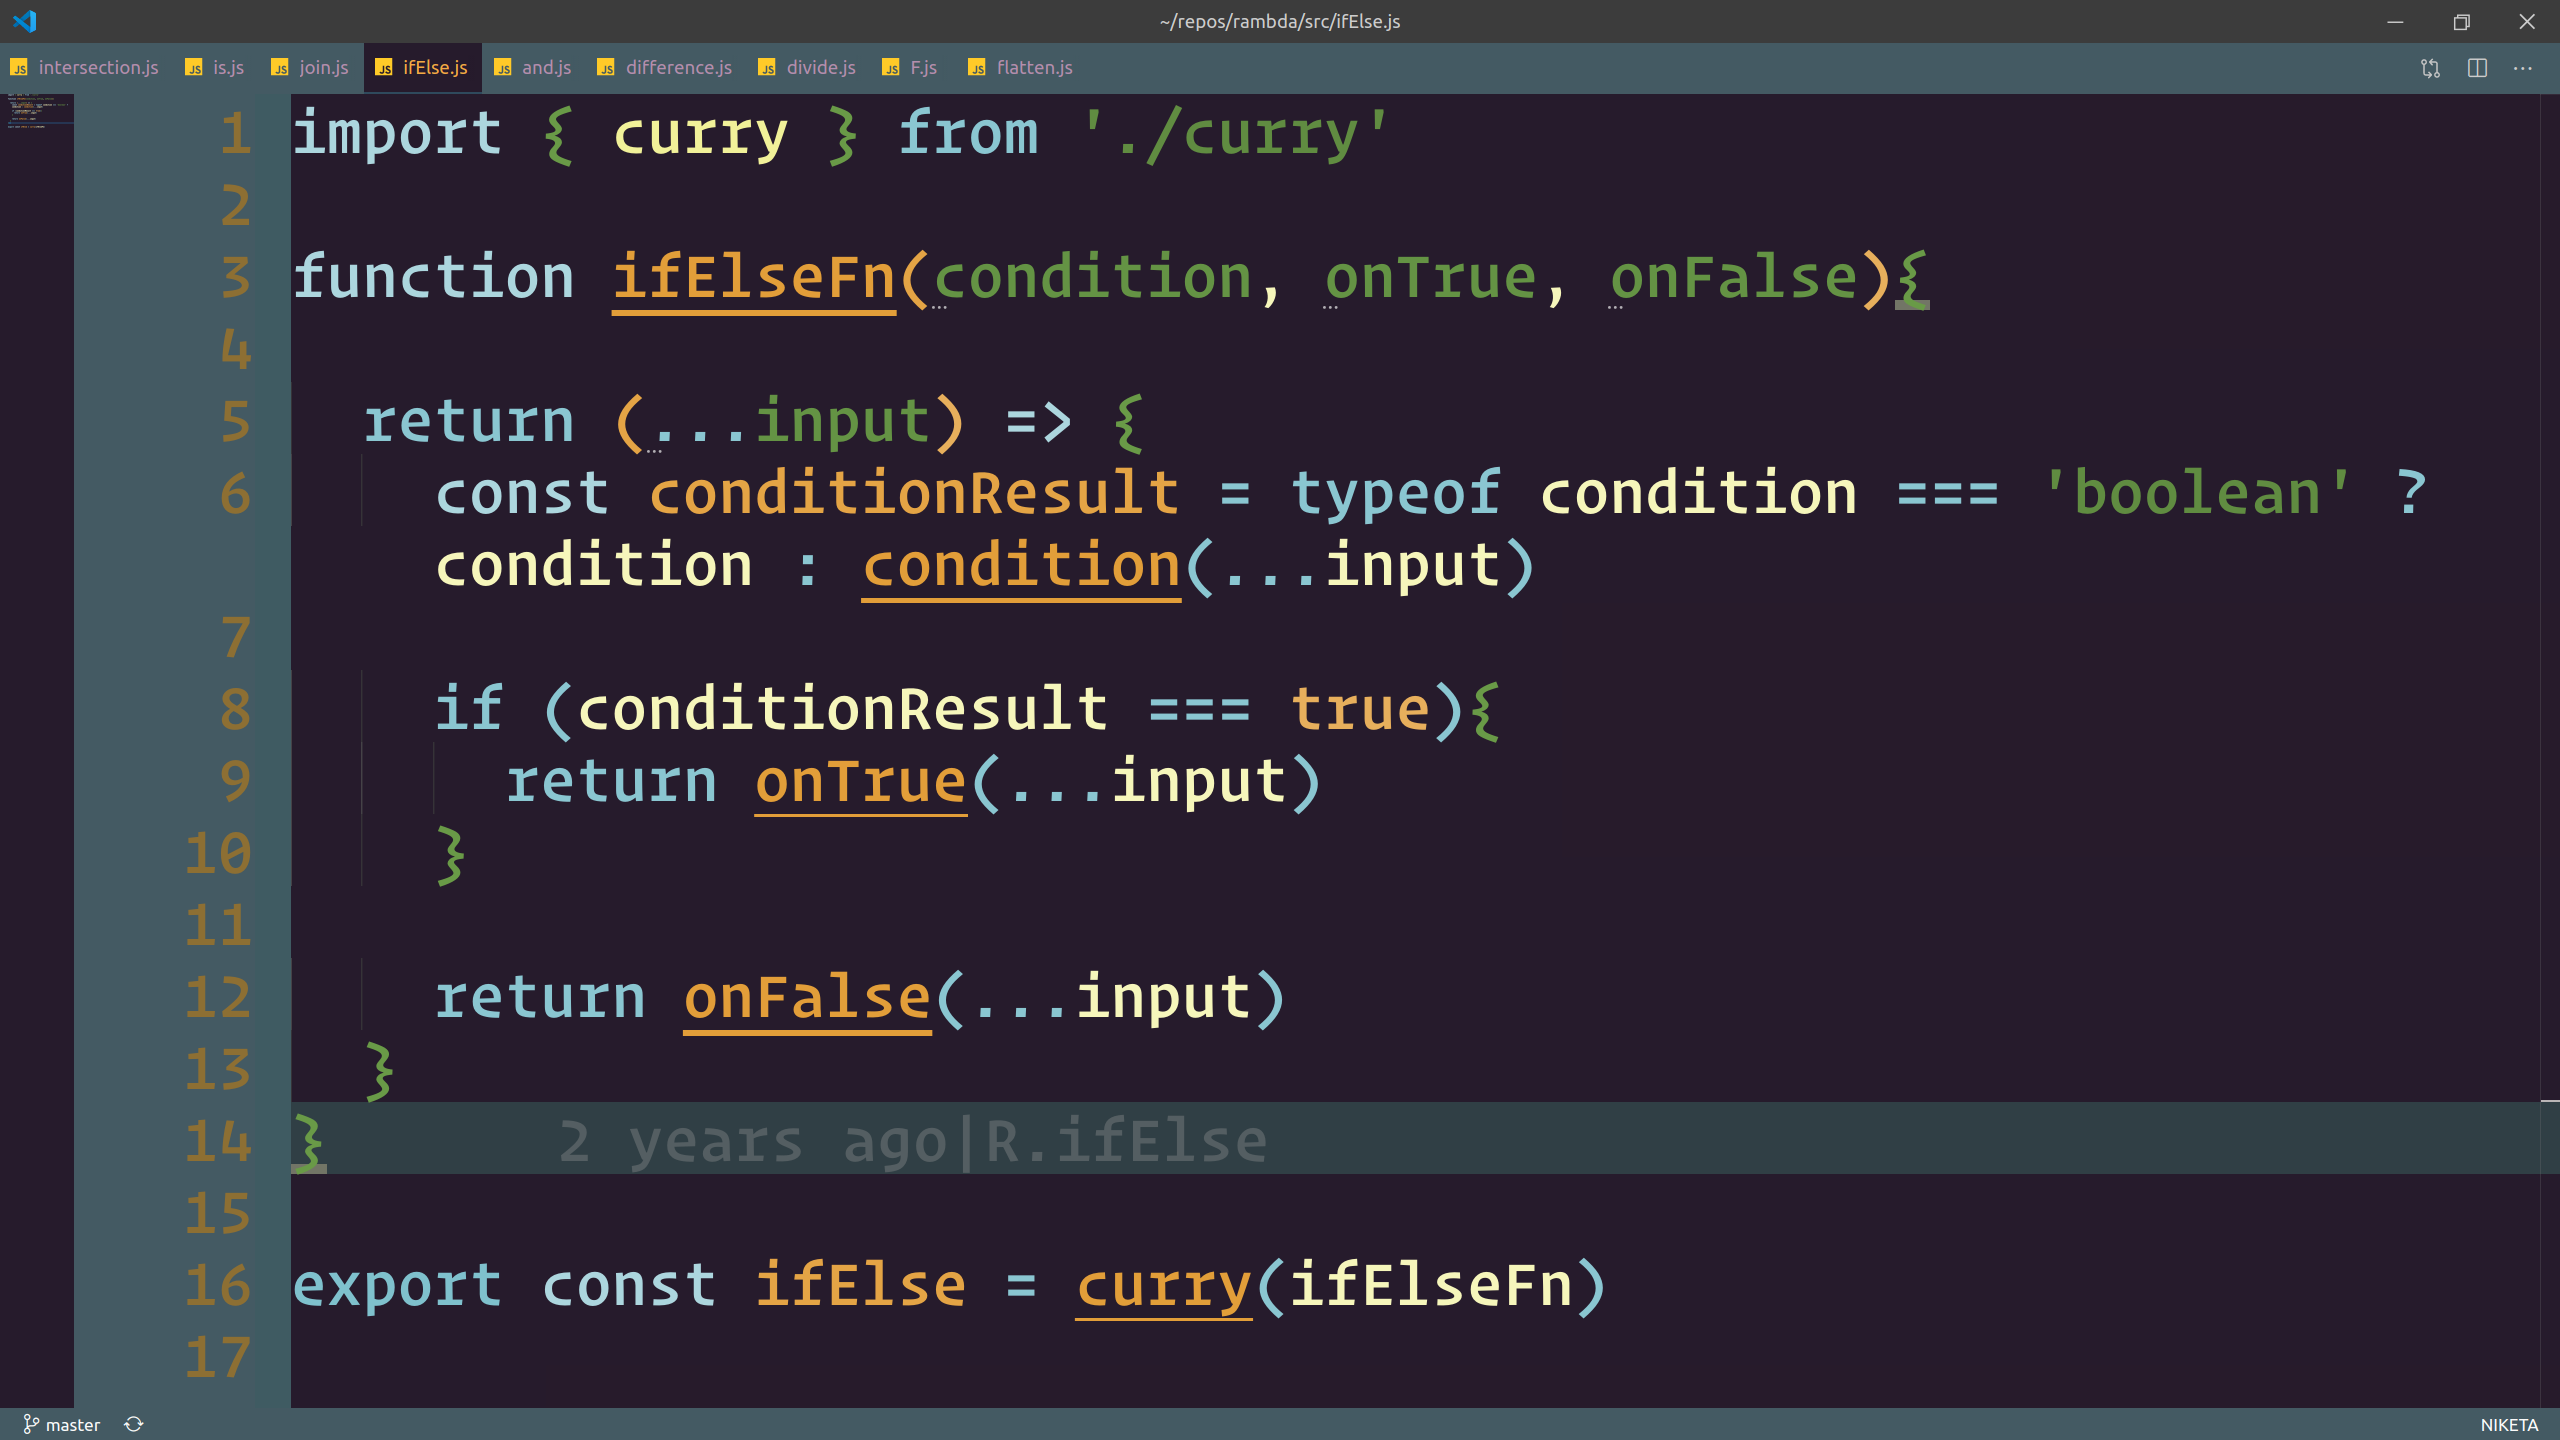 ~/repos/rambda/src/ifElse.js
JS intersection.js JS is.js JS join.js JS ifElse.js JS and.js JS difference.js JS divide.js JS F.js JS flatten.js
1 import { curry } from './curry'
2
3 function ifElseFn(condition, onTrue, onFalse){
4
5   return (...input) => {
6     const conditionResult = typeof condition === 'boolean' ?
    condition : condition(...input)
7
8     if (conditionResult === true){
9       return onTrue(...input)
10     }
11
12     return onFalse(...input)
13   }
14 }      2 years ago|R.ifElse
15
16 export const ifElse = curry(ifElseFn)
17
master NIKETA